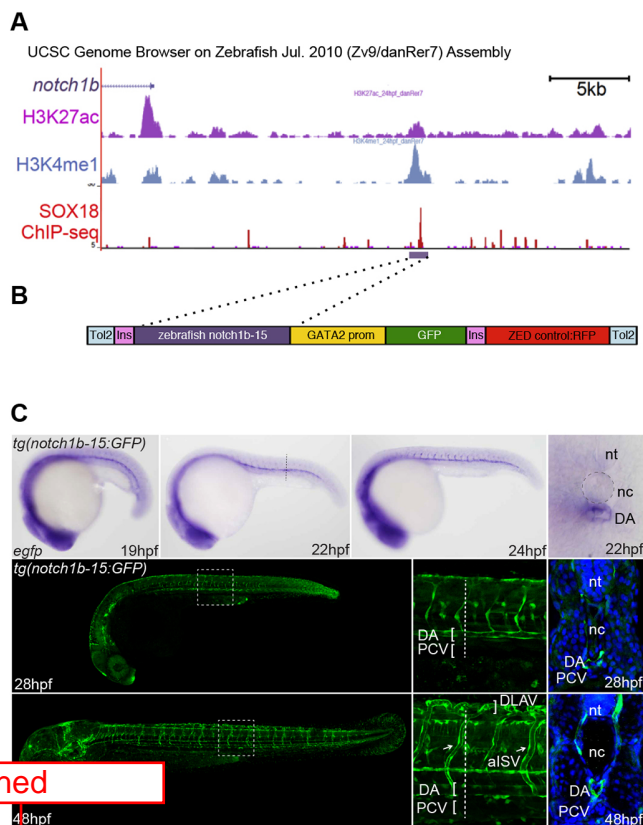 A
UCSC Genome Browser on Zebrafish Jul. 2010 (Zv9/danRer7) Assembly
notch1b
5kb
H3K27ac_24hpf_danRer7
H3K27ac
H3K4me1_24hpf_danRer7
H3K4me1
SOX18
ChIP-seq
5
B
Tol2 Ins zebrafish notch1b-15 GATA2 prom GFP Ins ZED control:RFP Tol2
C
tg(notch1b-15:GFP)
nt
nc
DA
egfp 19hpf 22hpf 24hpf 22hpf
tg(notch1b-15:GFP)
nt
nc
DA
PCV
DA
PCV
28hpf 28hpf
DLAV
nt
nc
aISV
DA
PCV
DA
PCV
ned
48hpf 48hpf